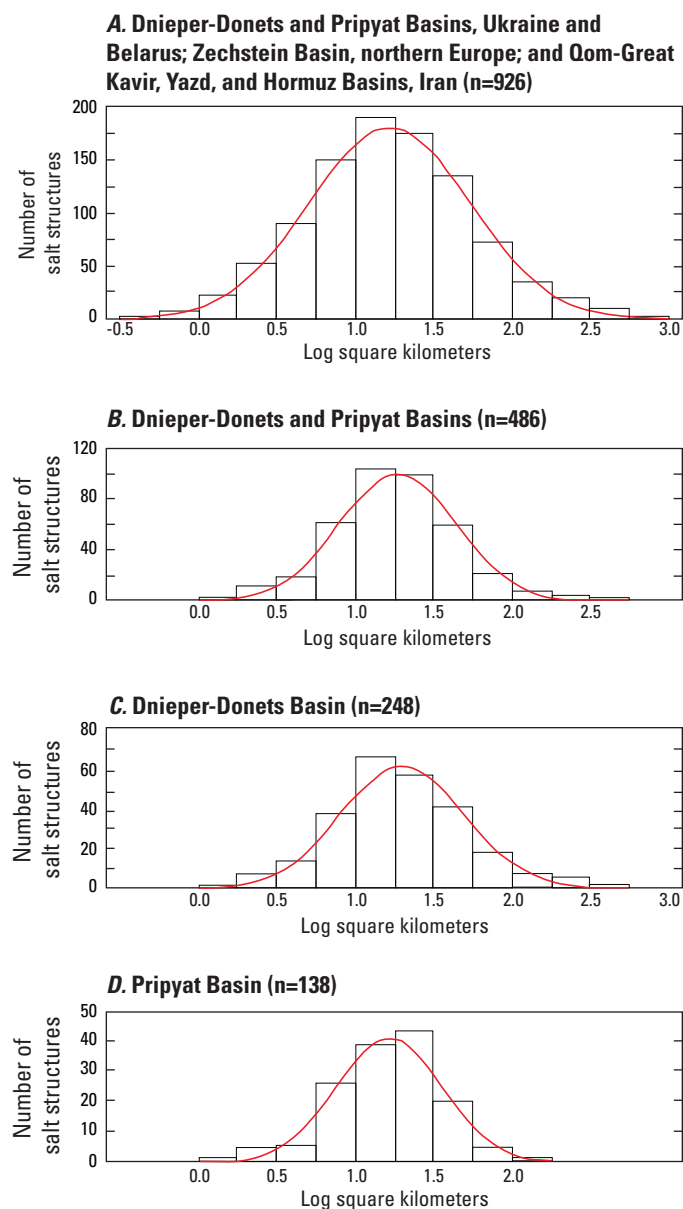 A. Dnieper-Donets and Pripyat Basins, Ukraine and
Belarus; Zechstein Basin, northern Europe; and Qom-Great
Kavir, Yazd, and Hormuz Basins, Iran (n=926)
Number of
salt structures
200
150
100
50
0
-0.5 0.0 0.5 1.0 1.5 2.0 2.5 3.0
Log square kilometers
B. Dnieper-Donets and Pripyat Basins (n=486)
Number of
salt structures
120
80
40
0
0.0 0.5 1.0 1.5 2.0 2.5
Log square kilometers
C. Dnieper-Donets Basin (n=248)
Number of
salt structures
80
60
40
20
0
0.0 0.5 1.0 1.5 2.0 2.5 3.0
Log square kilometers
D. Pripyat Basin (n=138)
Number of
salt structures
50
40
30
20
10
0
0.0 0.5 1.0 1.5 2.0
Log square kilometers